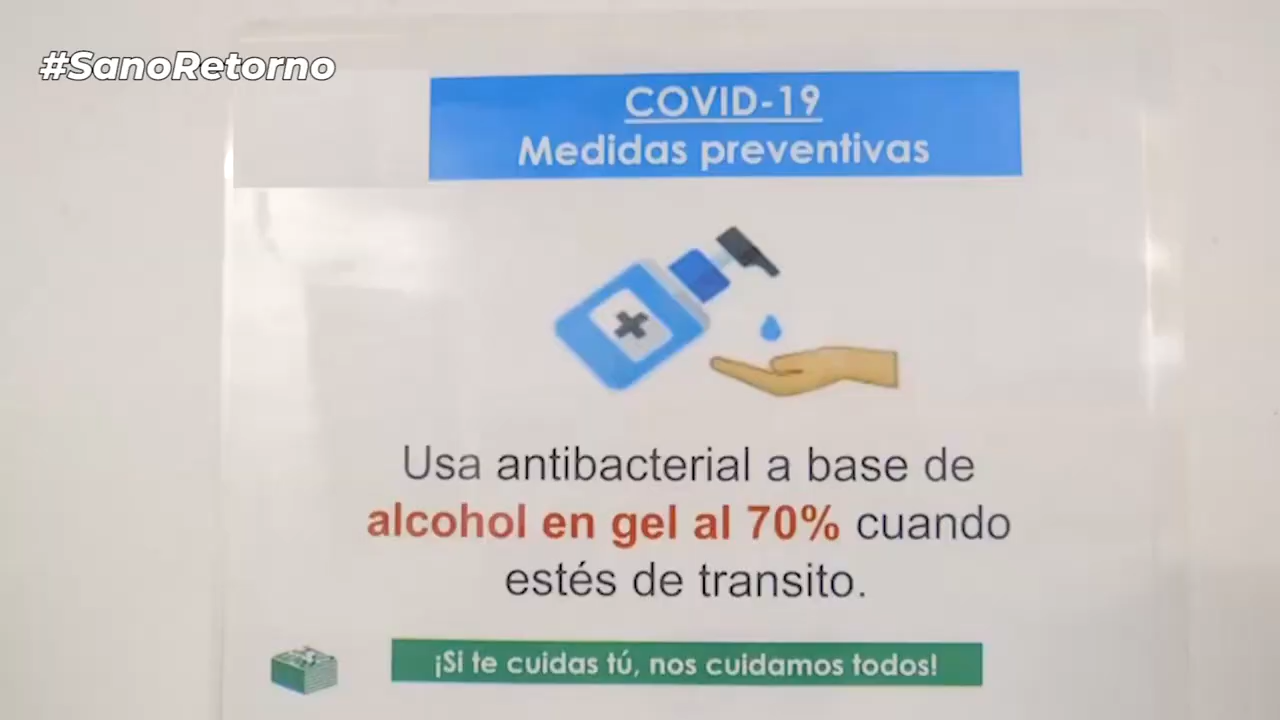 #SanoRetorno
COVID-19
Medidas preventivas
Usa antibacterial a base de
alcohol en gel al 70% cuando
estés de transito.
¡Si te cuidas tú, nos cuidamos todos!